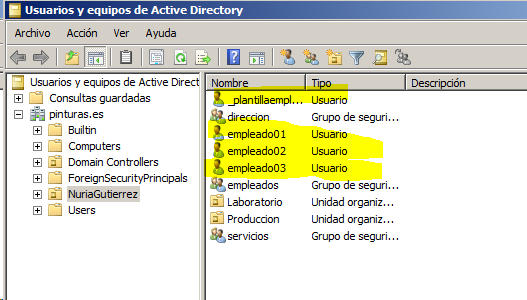 Usuarios y equipos de Active Directory
Archivo Acción Ver Ayuda
Usuarios y equipos de Active Direct
Consultas guardadas
pinturas.es
Builtin
Computers
Domain Controllers
ForeignSecurityPrincipals
NuriaGutierrez
Users
Nombre Tipo Descripción
_plantillaempl... Usuario
direccion Grupo de seguri...
empleado01 Usuario
empleado02 Usuario
empleado03 Usuario
empleados Grupo de seguri...
Laboratorio Unidad organiz...
Produccion Unidad organiz...
servicios Grupo de seguri...